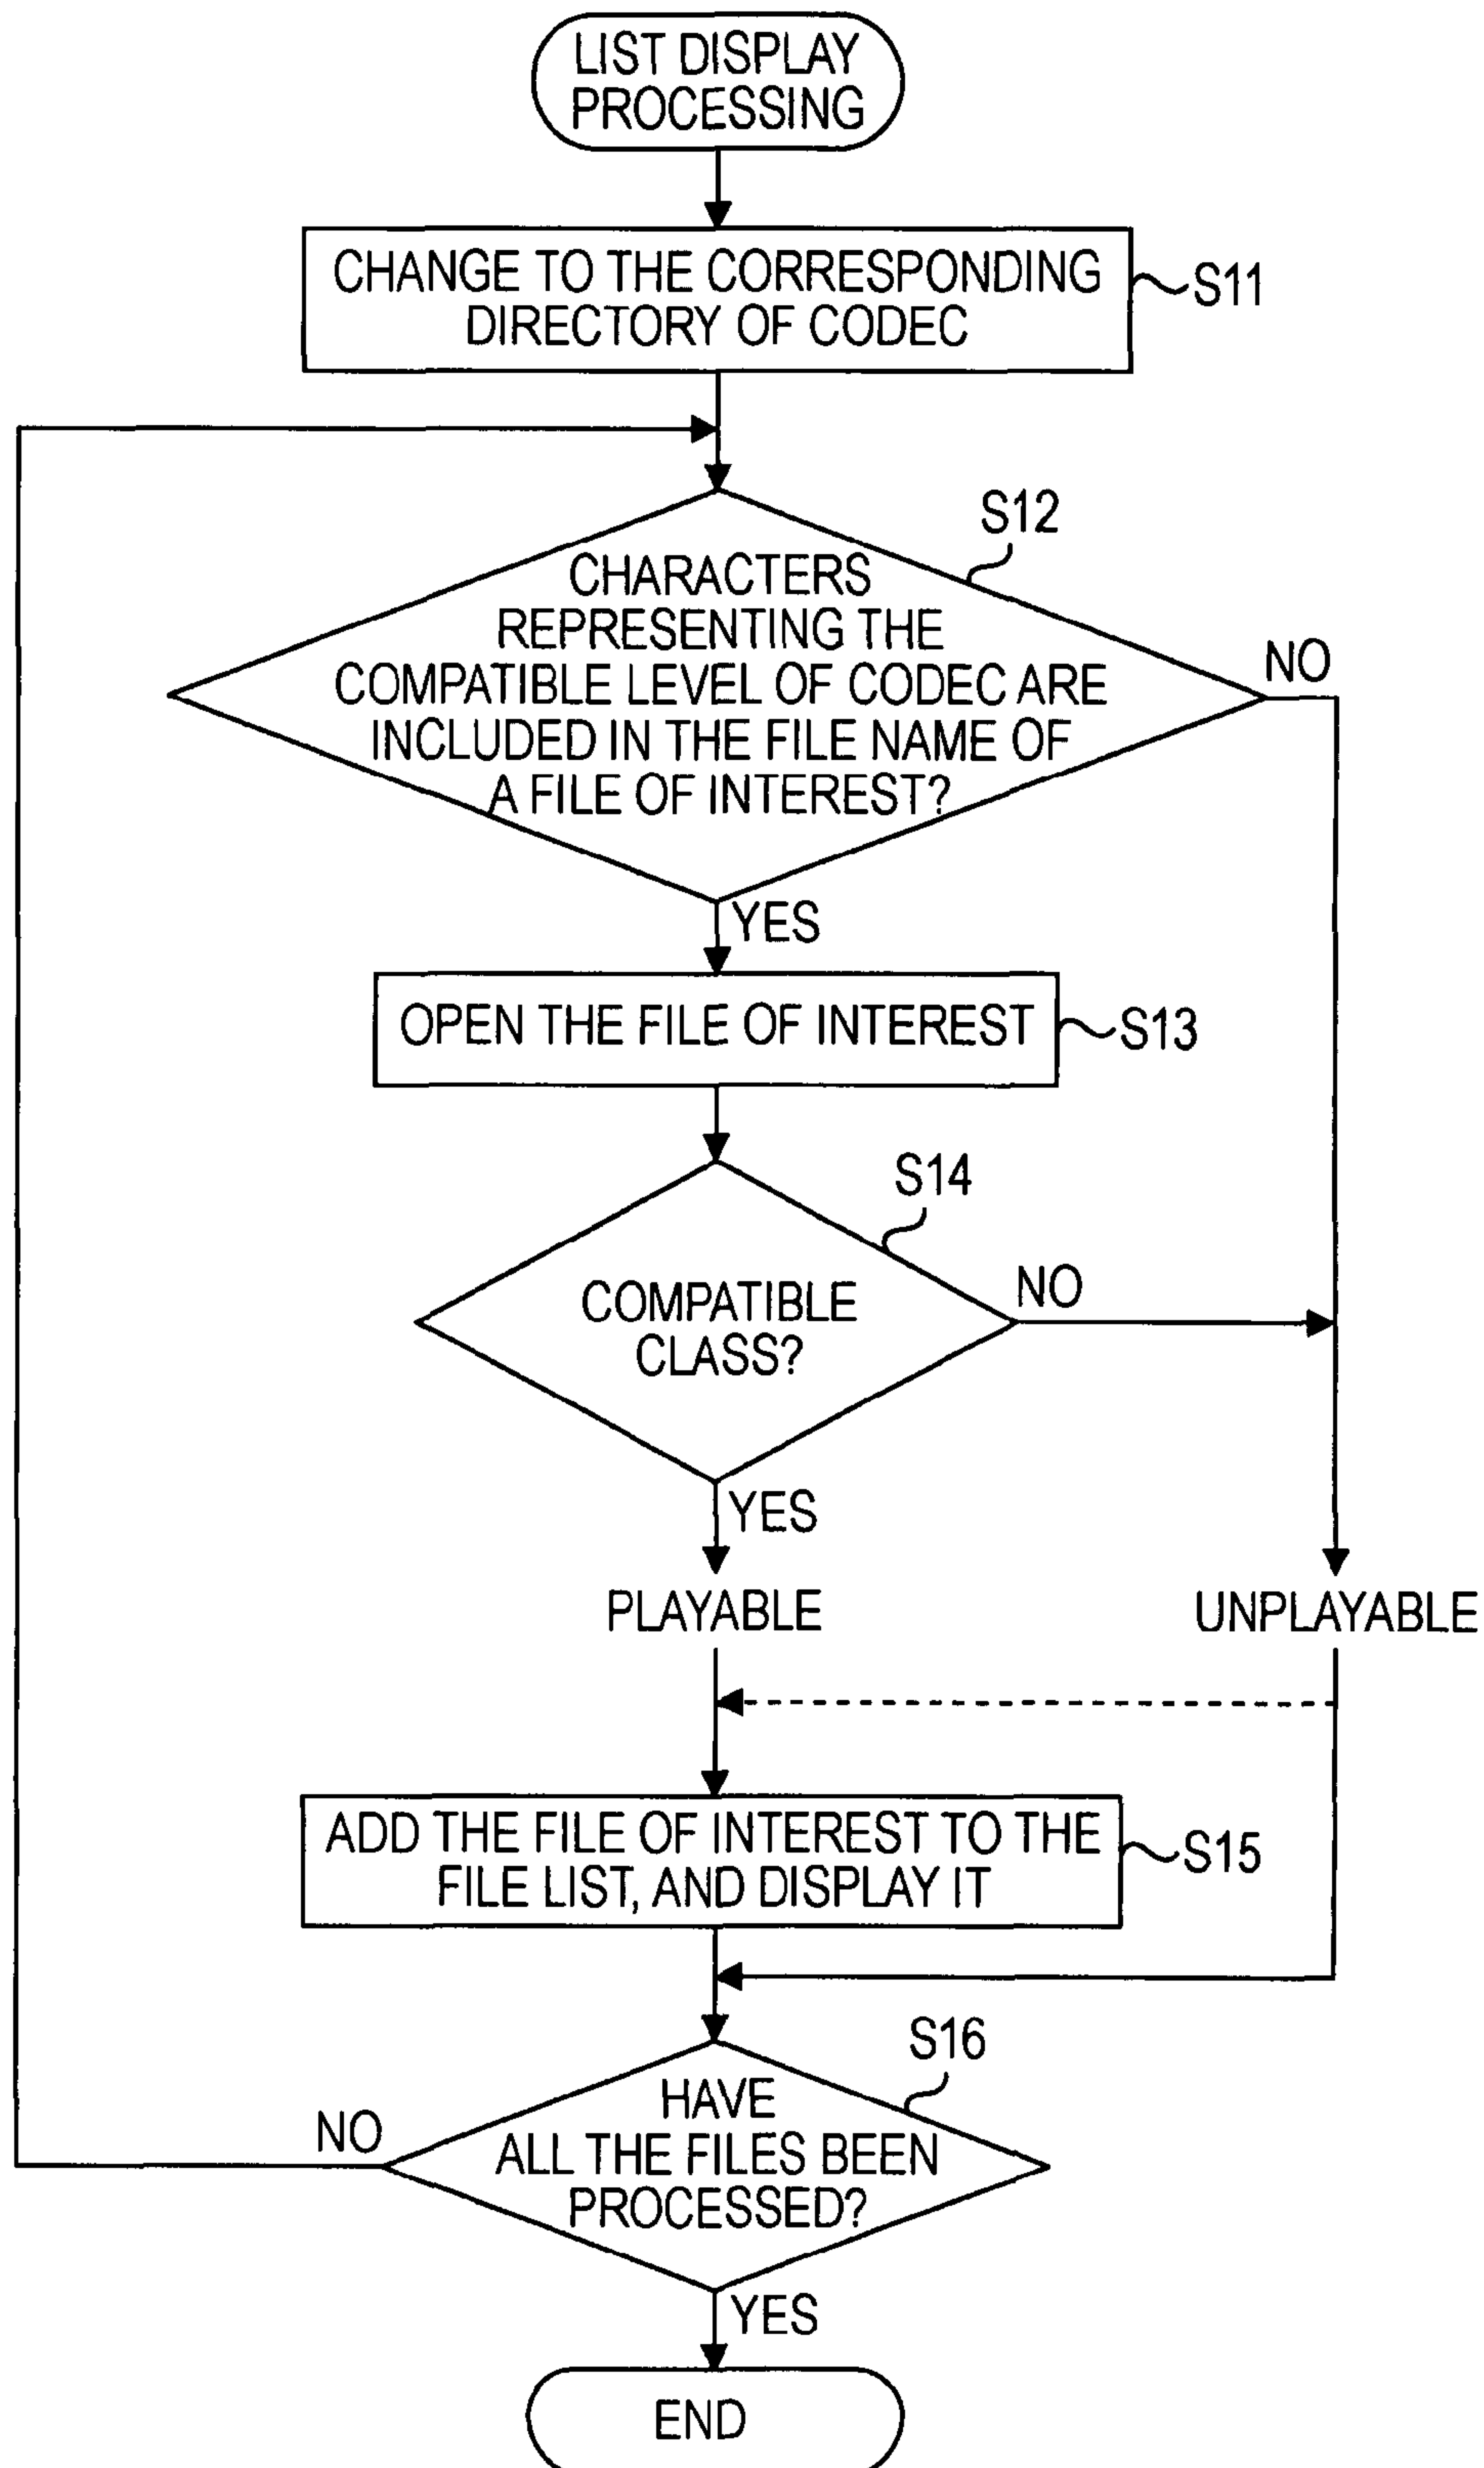 LIST DISPLAY
PROCESSING
CHANGE TO THE CORRESPONDING
DIRECTORY OF CODEC
S11
S12
CHARACTERS
REPRESENTING THE
COMPATIBLE LEVEL OF CODEC ARE
INCLUDED IN THE FILE NAME OF
A FILE OF INTEREST?
NO
YES
OPEN THE FILE OF INTEREST
S13
S14
COMPATIBLE
CLASS?
NO
YES
PLAYABLE
UNPLAYABLE
ADD THE FILE OF INTEREST TO THE
FILE LIST, AND DISPLAY IT
S15
S16
HAVE
ALL THE FILES BEEN
PROCESSED?
NO
YES
END